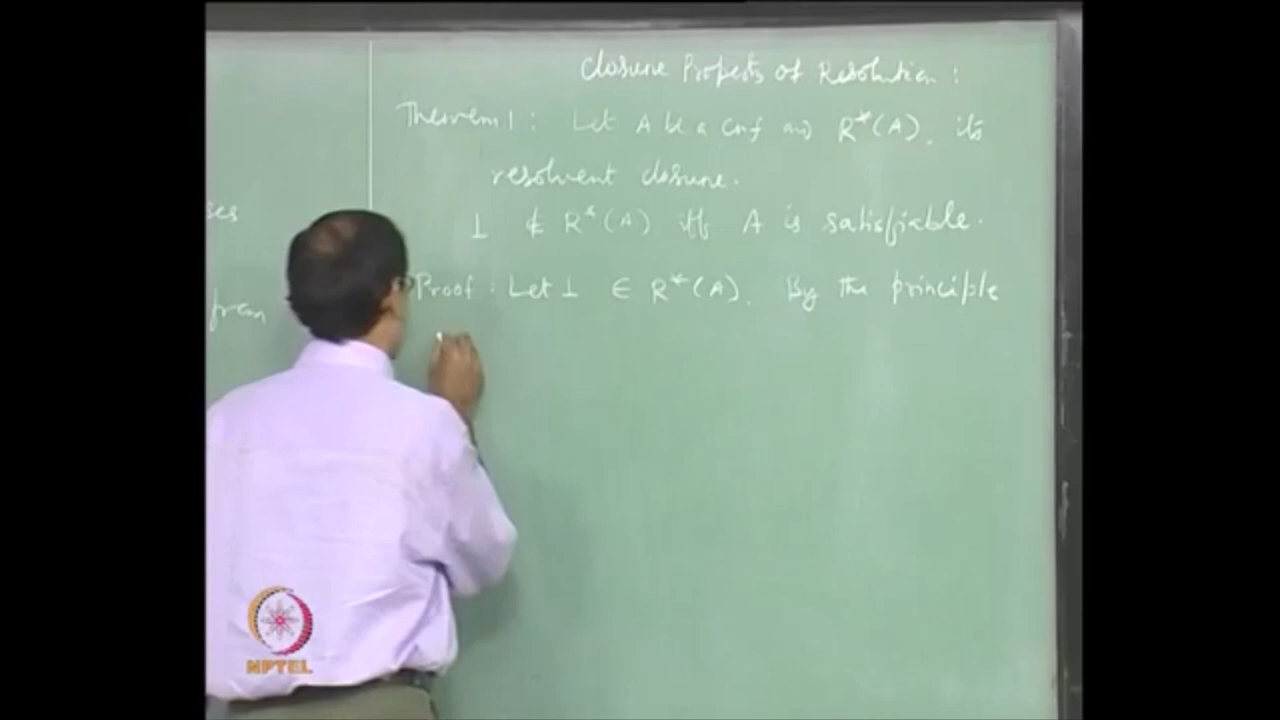 Closure Property of Resolution :
Theorem 1 : Let A be a cnf and R*(A), its
resolvent closure.
ses
⊥ ∉ R*(A) iff A is satisfiable.
Proof : Let ⊥ ∈ R*(A). By the principle
from
NPTEL